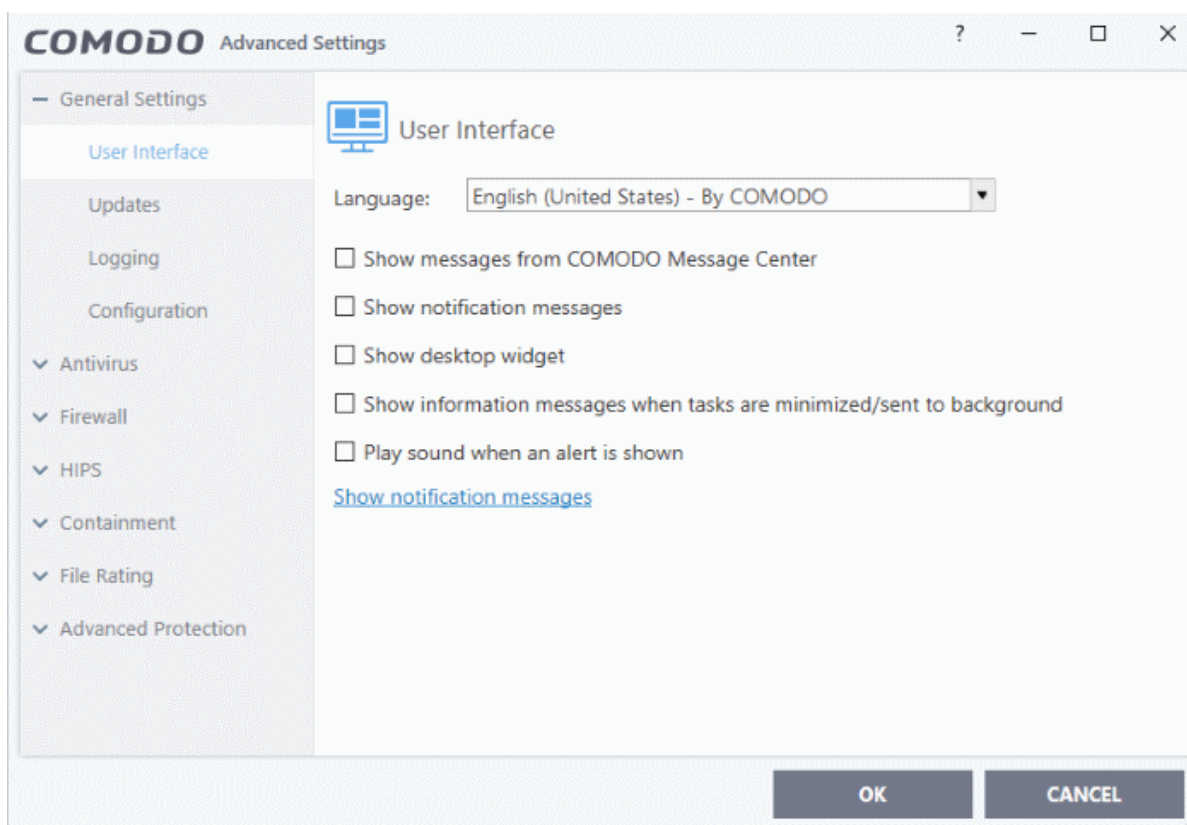 COMODO Advanced Settings ?
General Settings
User Interface
Updates
Logging
Configuration
Antivirus
Firewall
HIPS
Containment
File Rating
Advanced Protection
User Interface
Language: English (United States) - By COMODO
Show messages from COMODO Message Center
Show notification messages
Show desktop widget
Show information messages when tasks are minimized/sent to background
Play sound when an alert is shown
Show notification messages
OK CANCEL